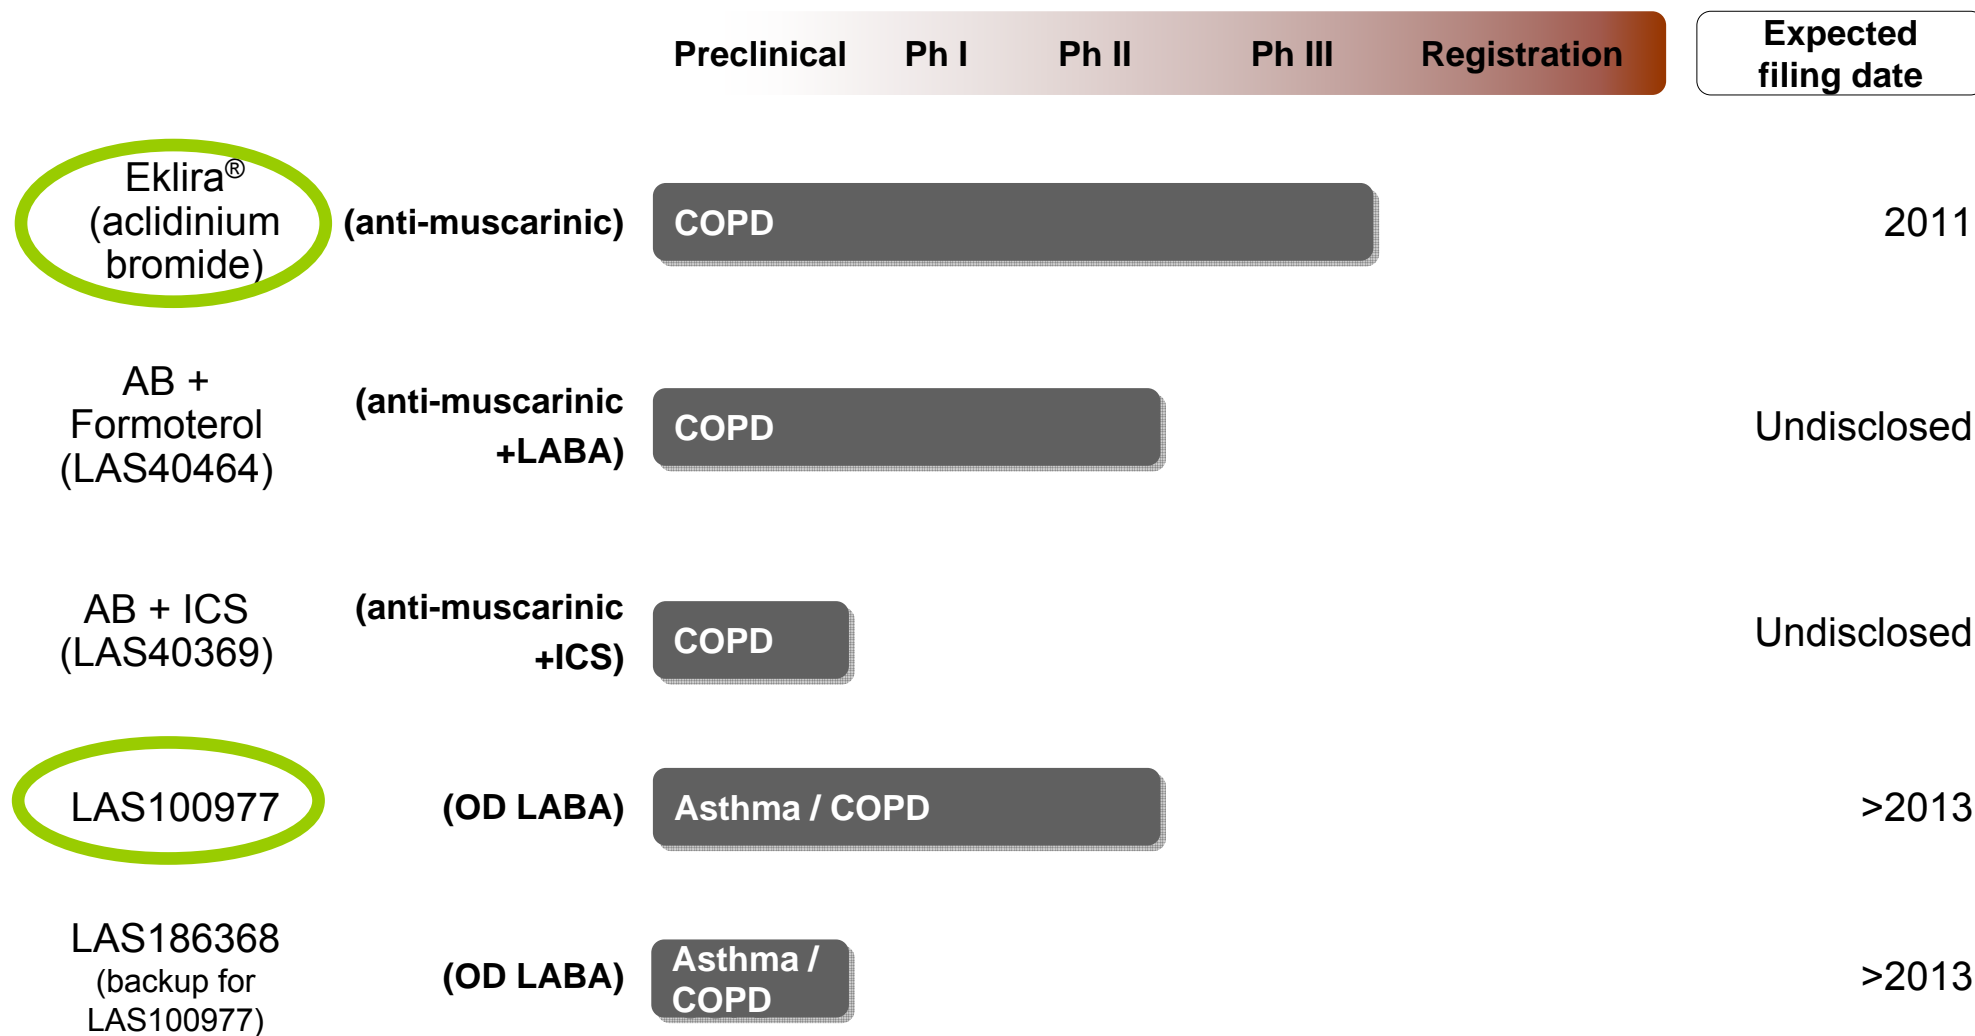 Preclinical Ph I Ph II Ph III Registration
Expected
filing date
Eklira®
(aclidinium
bromide)
(anti-muscarinic)
COPD
2011
AB +
Formoterol
(LAS40464)
(anti-muscarinic
+LABA)
COPD
Undisclosed
AB + ICS
(LAS40369)
(anti-muscarinic
+ICS)
COPD
Undisclosed
LAS100977
(OD LABA)
Asthma / COPD
>2013
LAS186368
(backup for
LAS100977)
(OD LABA)
Asthma /
COPD
>2013